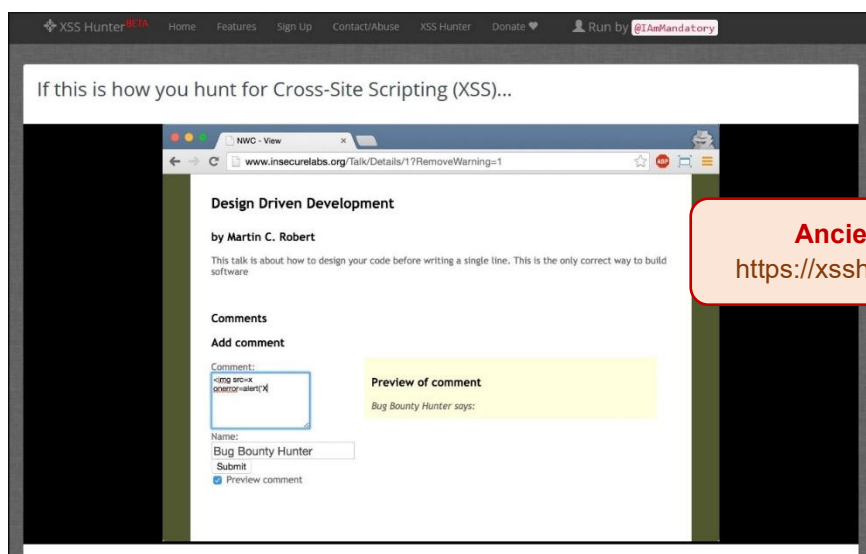 XSS Hunter BETA Home Features Sign Up Contact/Abuse XSS Hunter Donate ♥ Run by @IAmMandatory
If this is how you hunt for Cross-Site Scripting (XSS)...
NWC - View
www.insecurelabs.org/Talk/Details/1?RemoveWarning=1
ABP
Design Driven Development
by Martin C. Robert
This talk is about how to design your code before writing a single line. This is the only correct way to build
software
Comments
Add comment
Comment:
<img src=x
onerror=alert('X
Preview of comment
Bug Bounty Hunter says:
Name:
Bug Bounty Hunter
Submit
Preview comment
Ancie
https://xssh